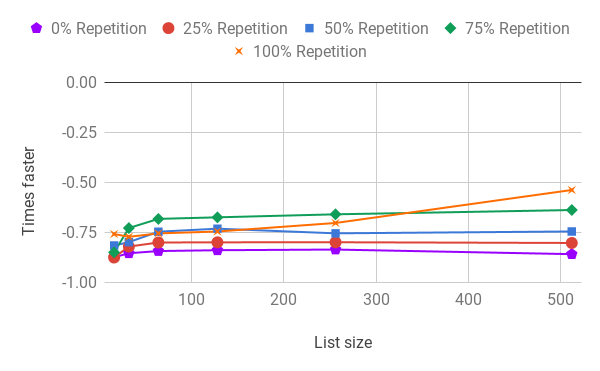 0% Repetition 25% Repetition 50% Repetition 75% Repetition
100% Repetition
0.00
-0.25
-0.50
-0.75
-1.00
Tiimes faster
100 200 300 400 500
List size